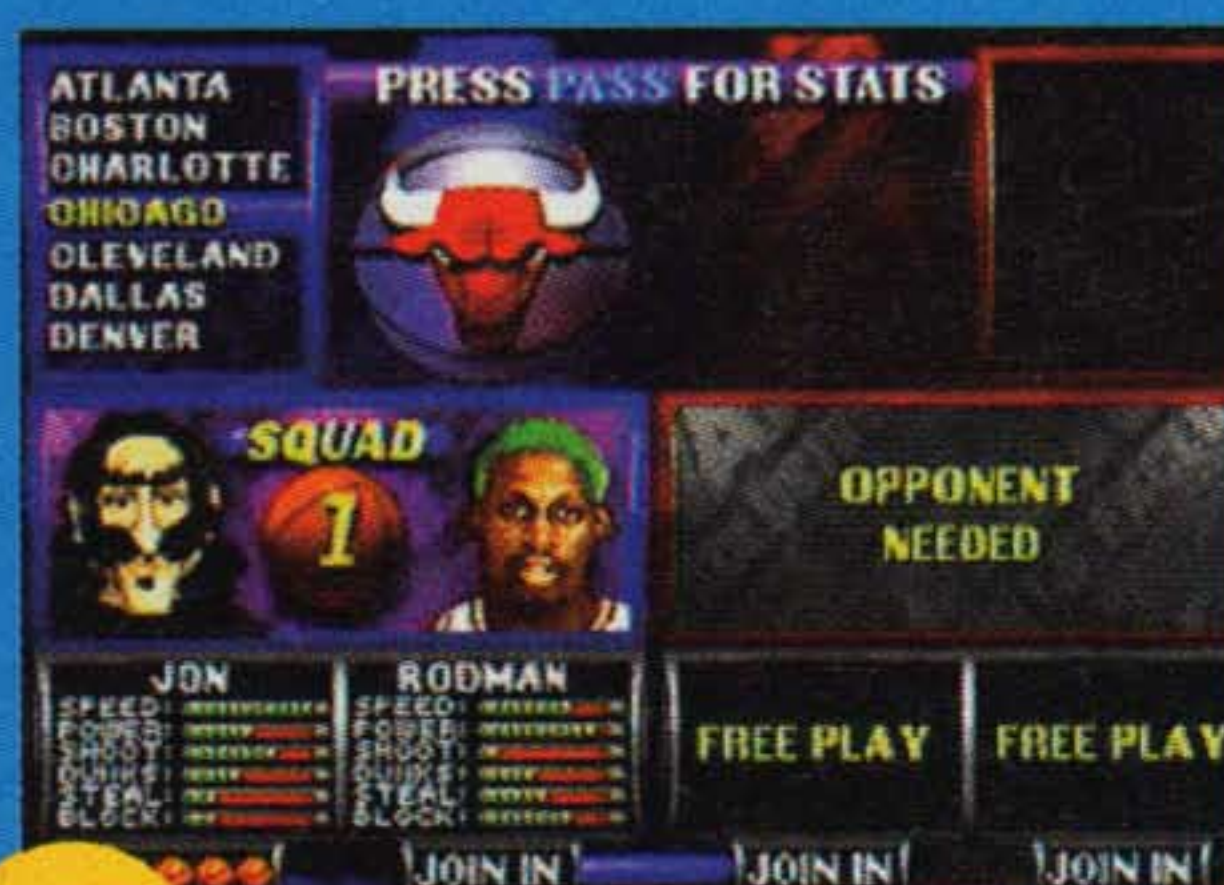 PRESS PASS FOR STATS
ATLANTA
BOSTON
CHARLOTTE
CHICAGO
CLEVELAND
DALLAS
DENVER
SQUAD
1
OPPONENT
NEEDED
JON
SPEED:
POWER:
SHOOT:
DUNKS:
STEAL:
BLOCK:
RODMAN
SPEED:
POWER:
SHOOT:
DUNKS:
STEAL:
BLOCK:
FREE PLAY
FREE PLAY
JOIN IN
JOIN IN
JOIN IN